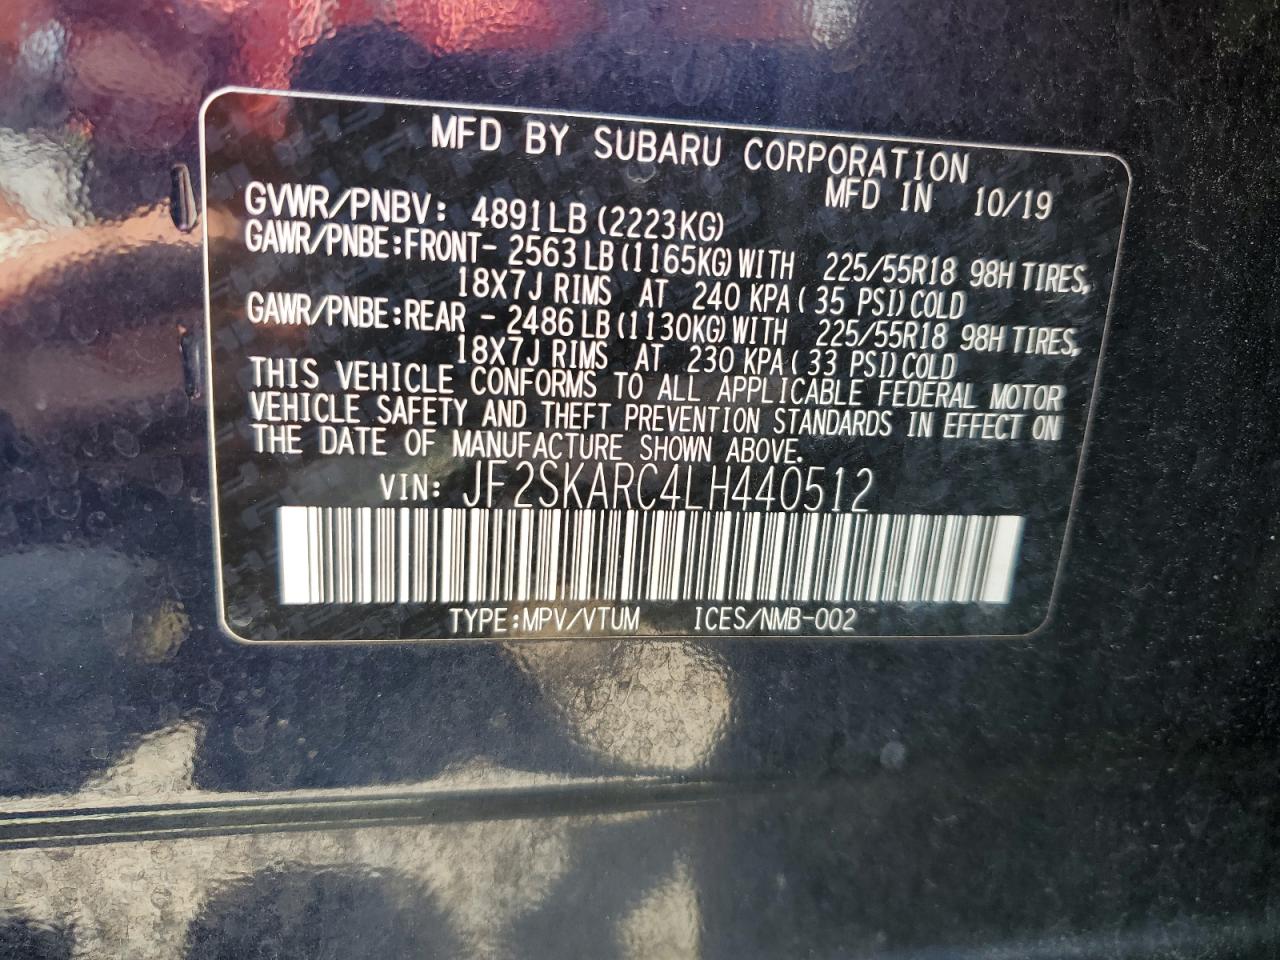 MFD BY SUBARU CORPORATION
MFD IN 10/19
GVWR/PNBV: 4891LB (2223KG)
GAWR/PNBE:FRONT- 2563 LB (1165KG) WITH 225/55R18 98H TIRES,
18X7J RIMS AT 240 KPA ( 35 PSI) COLD
GAWR/PNBE:REAR - 2486 LB (1130KG) WITH 225/55R18 98H TIRES,
18X7J RIMS AT 230 KPA ( 33 PSI) COLD
THIS VEHICLE CONFORMS TO ALL APPLICABLE FEDERAL MOTOR
VEHICLE SAFETY AND THEFT PREVENTION STANDARDS IN EFFECT ON
THE DATE OF MANUFACTURE SHOWN ABOVE.
VIN: JF2SKARC4LH440512
TYPE:MPV/VTUM ICES/NMB-002